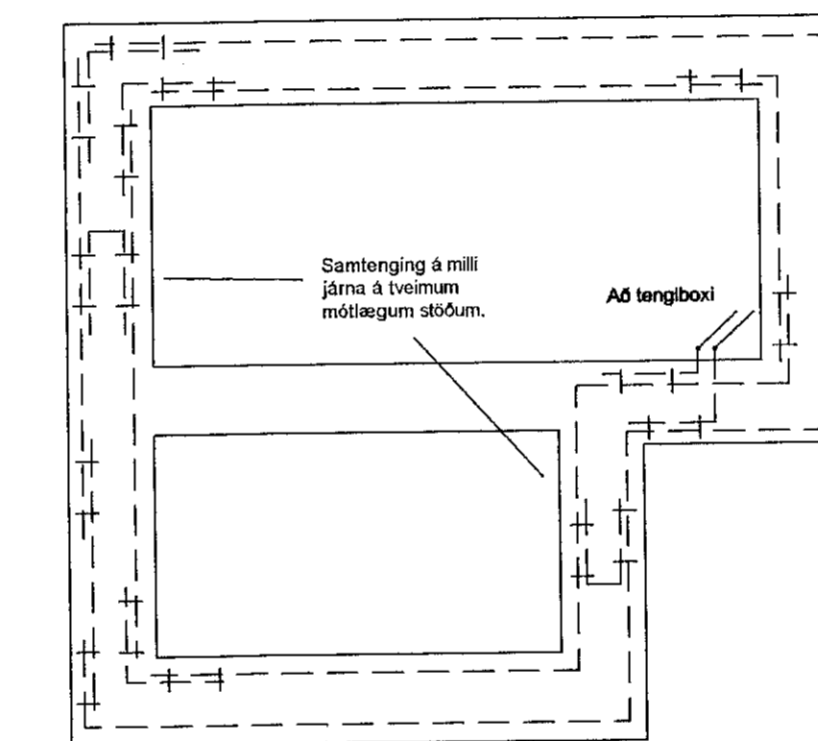 Samtenging á milli
járna á tveimum
mótlægum stöðum.
Að tengiboxi